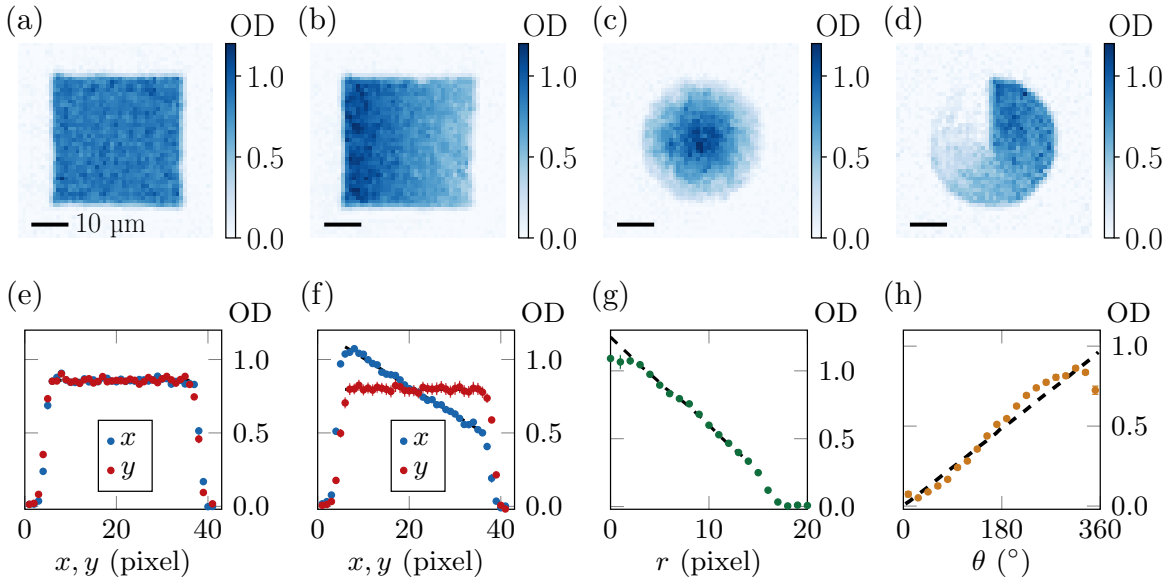 (a) OD (b) OD (c) OD (d) OD
1.0 1.0 1.0 1.0
0.5 0.5 0.5 0.5
10 µm
0.0 0.0 0.0 0.0
(e) OD (f) OD (g) OD (h) OD
1.0 1.0 1.0 1.0
0.5 0.5 0.5 0.5
x x
y y
0.0 0.0 0.0 0.0
0 20 40 0 20 40 0 10 20 0 180 360
x, y (pixel) x, y (pixel) r (pixel) θ (°)